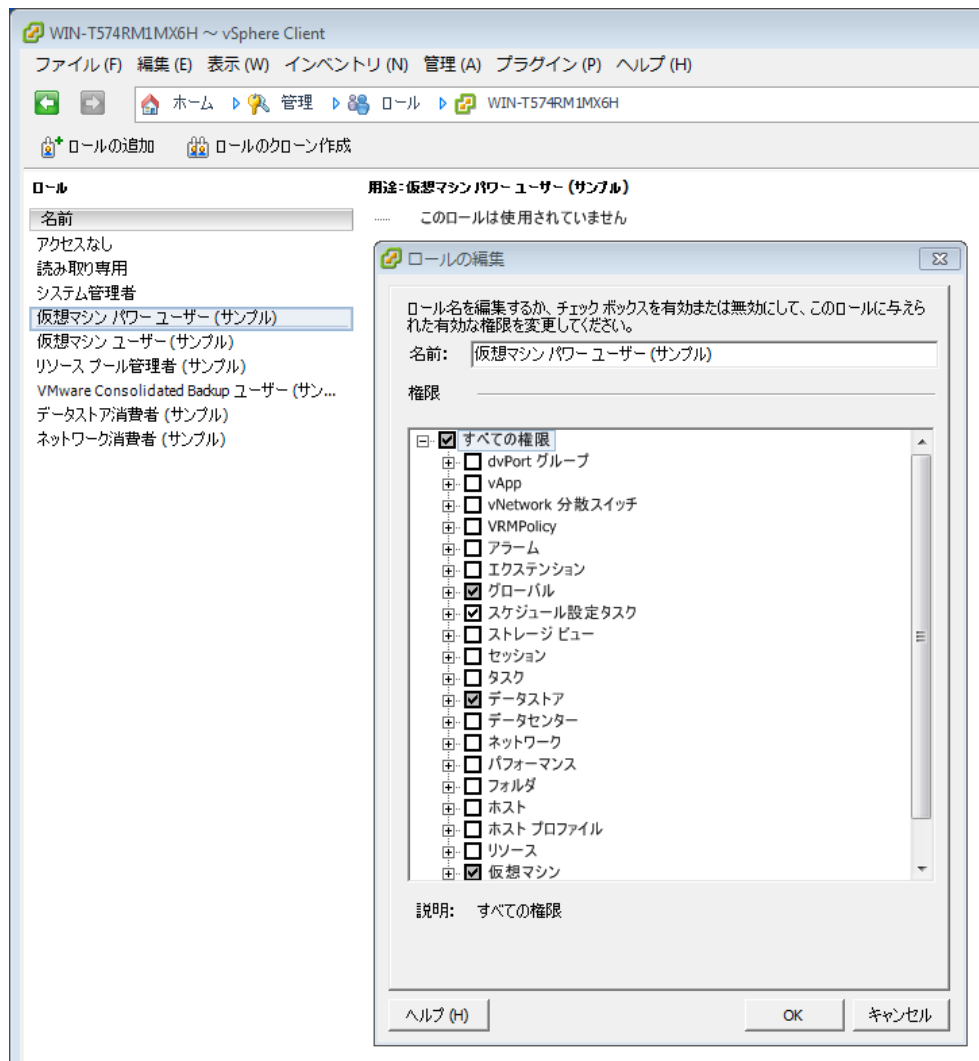 WIN-T574RM1MX6H ～ vSphere Client
ファイル (F) 編集 (E) 表示 (W) インベントリ (N) 管理 (A) プラグイン (P) ヘルプ (H)
ホーム 管理 ロール WIN-T574RM1MX6H
ロールの追加 ロールのクローン作成
ロール
名前
アクセスなし
読み取り専用
システム管理者
仮想マシン パワー ユーザー (サンプル)
仮想マシン ユーザー (サンプル)
リソース プール管理者 (サンプル)
VMware Consolidated Backup ユーザー (サン...
データストア消費者 (サンプル)
ネットワーク消費者 (サンプル)
用途: 仮想マシン パワー ユーザー (サンプル)
このロールは使用されていません
ロールの編集
ロール名を編集するか、チェック ボックスを有効または無効にして、このロールに与えら
れた有効な権限を変更してください。
名前: 仮想マシン パワー ユーザー (サンプル)
権限
すべての権限
dvPort グループ
vApp
vNetwork 分散スイッチ
VRMPolicy
アラーム
エクステンション
グローバル
スケジュール設定タスク
ストレージ ビュー
セッション
タスク
データストア
データセンター
ネットワーク
パフォーマンス
フォルダ
ホスト
ホスト プロファイル
リソース
仮想マシン
説明: すべての権限
ヘルプ (H) OK キャンセル